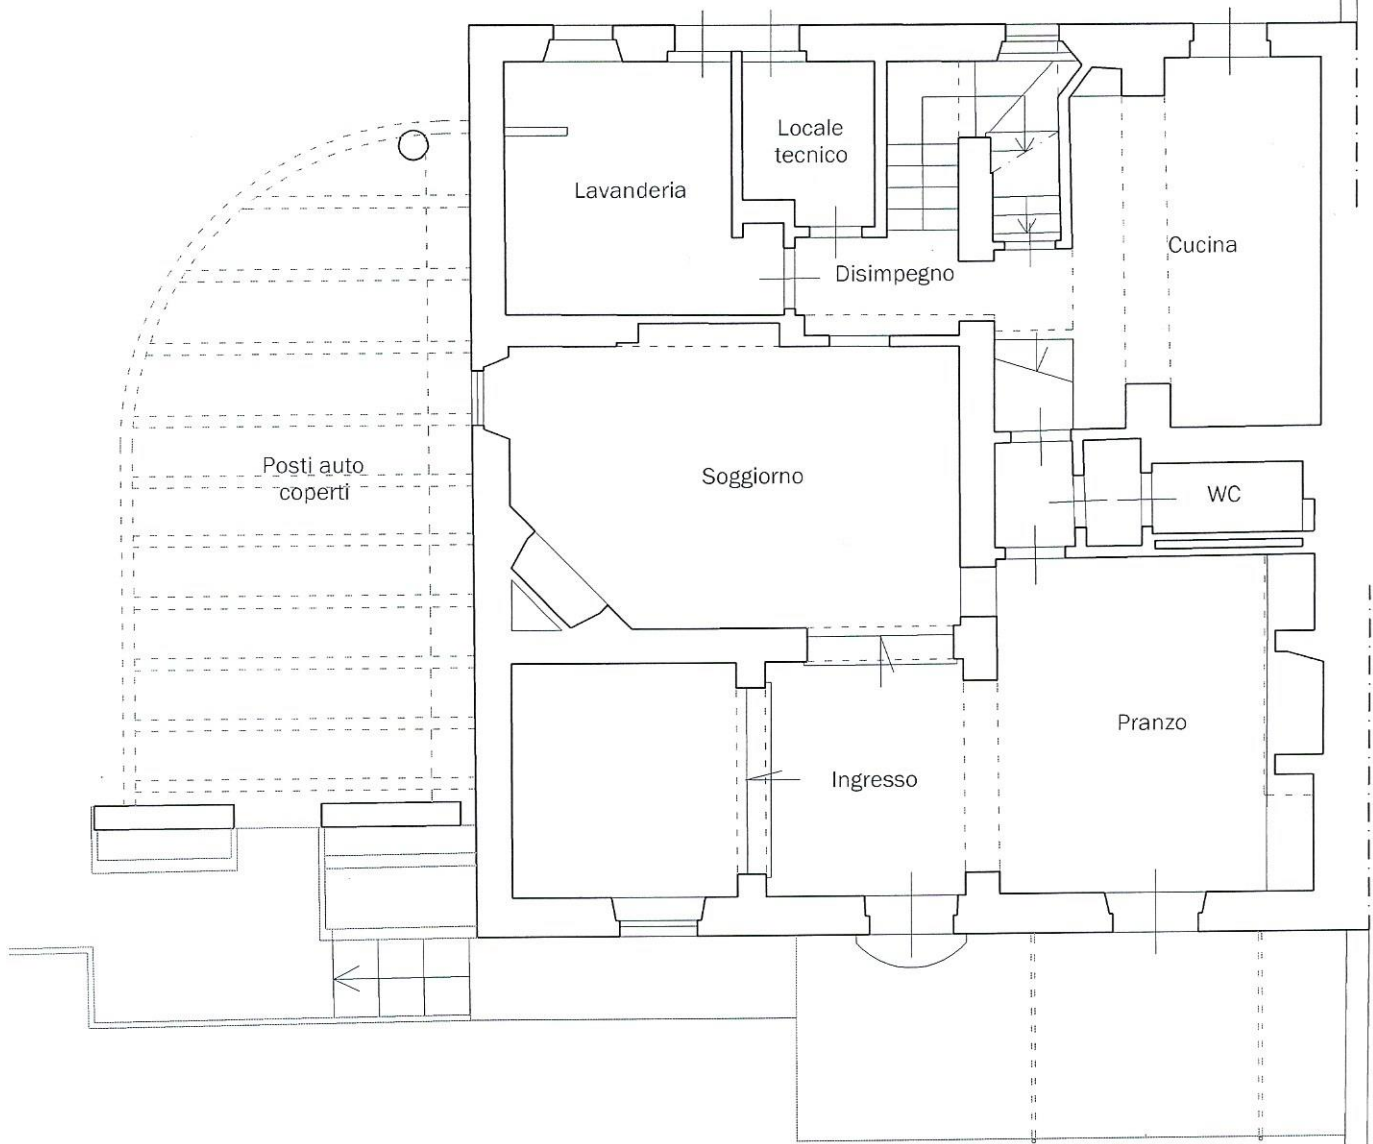 Locale
tecnico
Lavanderia
Cucina
Disimpegno
Posti auto
coperti
Soggiorno
WC
Pranzo
Ingresso